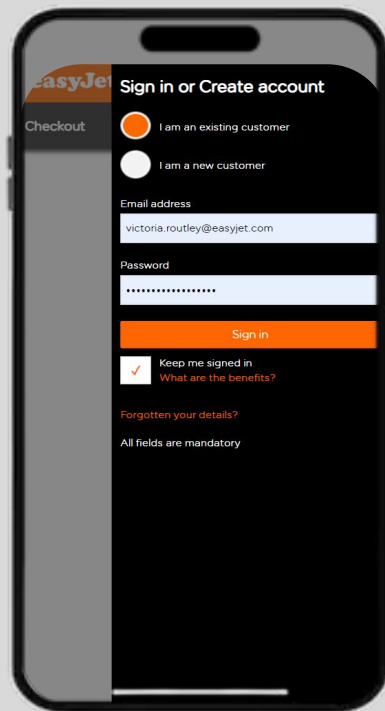 easyJet
Sign in or Create account
Checkout
I am an existing customer
I am a new customer
Email address
victoria.routley@easyjet.com
Password
••••••••••••••••••
Sign in
✓
Keep me signed in
What are the benefits?
Forgotten your details?
All fields are mandatory